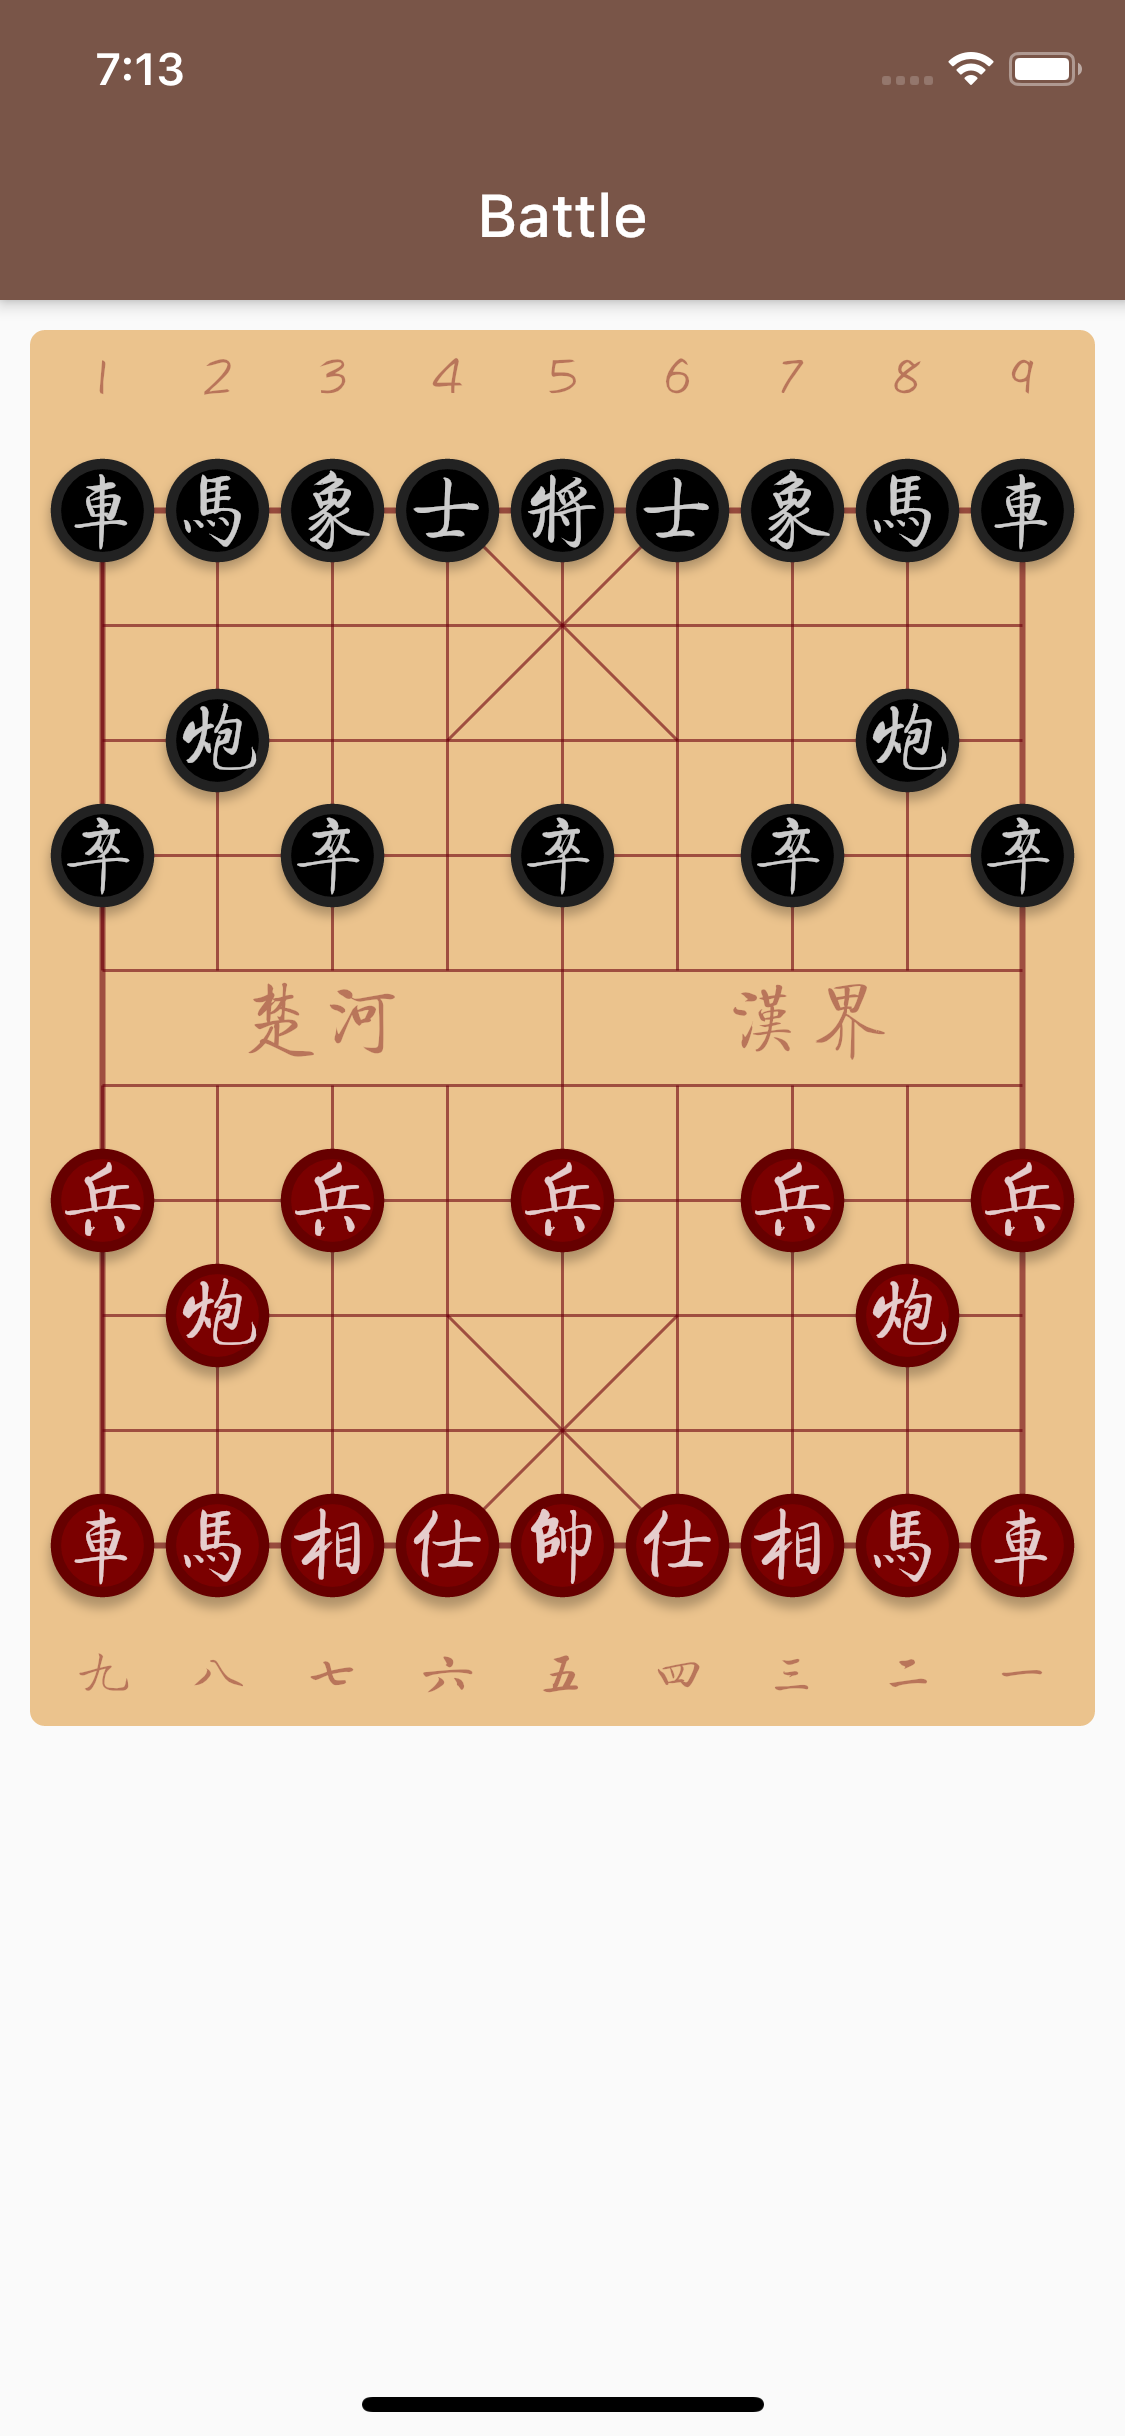 7:13
Battle
1 2 3 4 5 6 7 8 9
車 馬 象 士 將 士 象 馬 車
炮 炮
卒 卒 卒 卒 卒
楚河 漢界
兵 兵 兵 兵 兵
炮 炮
車 馬 相 仕 帥 仕 相 馬 車
九 八 七 六 五 四 三 二 一